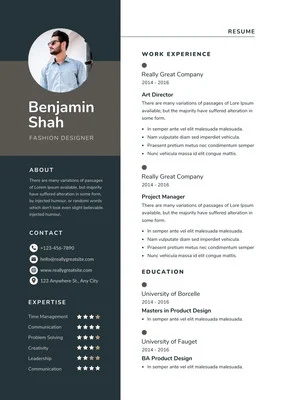 RESUME
Benjamin
Shah
FASHION DESIGNER
ABOUT
There are many variations of passages
of Lorem Ipsum available, but the majority
have suffered alteration in some form,
by injected humour, or random words
which don't look even slightly believable
injected humour.
CONTACT
+123-456-7890
hello@reallygreatsite.com
reallygreatsite.com
123 Anywhere St., Any City
EXPERTISE
Time Management
Communication
Problem Solving
Creativity
Leadership
Communication
WORK EXPERIENCE
Really Great Company
2014 - 2016
Art Director
There are many variations of passages of Lore Ipsum
available, but the majority have suffered alteration in
some form.
In semper ante vel elit malesuada malesuada.
Nam vulputate diam sed imperdiet vehicula.
Praesent pretium metus nec condimentum semper
Nunc vehicula massa id elit congue mattis.
Really Great Company
2014 - 2016
Project Manager
There are many variations of passages of Lore Ipsum
available, but the majority have suffered alteration in
some form.
In semper ante vel elit malesuada malesuada.
Nam vulputate diam sed imperdiet vehicula.
Praesent pretium metus nec condimentum semper
Nunc vehicula massa id elit congue mattis.
EDUCATION
University of Borcelle
2014 - 2016
Masters in Product Design
In semper ante vel elit malesuada malesuada.
University of Fauget
2014 - 2016
BA Product Design
In semper ante vel elit malesuada malesuada.